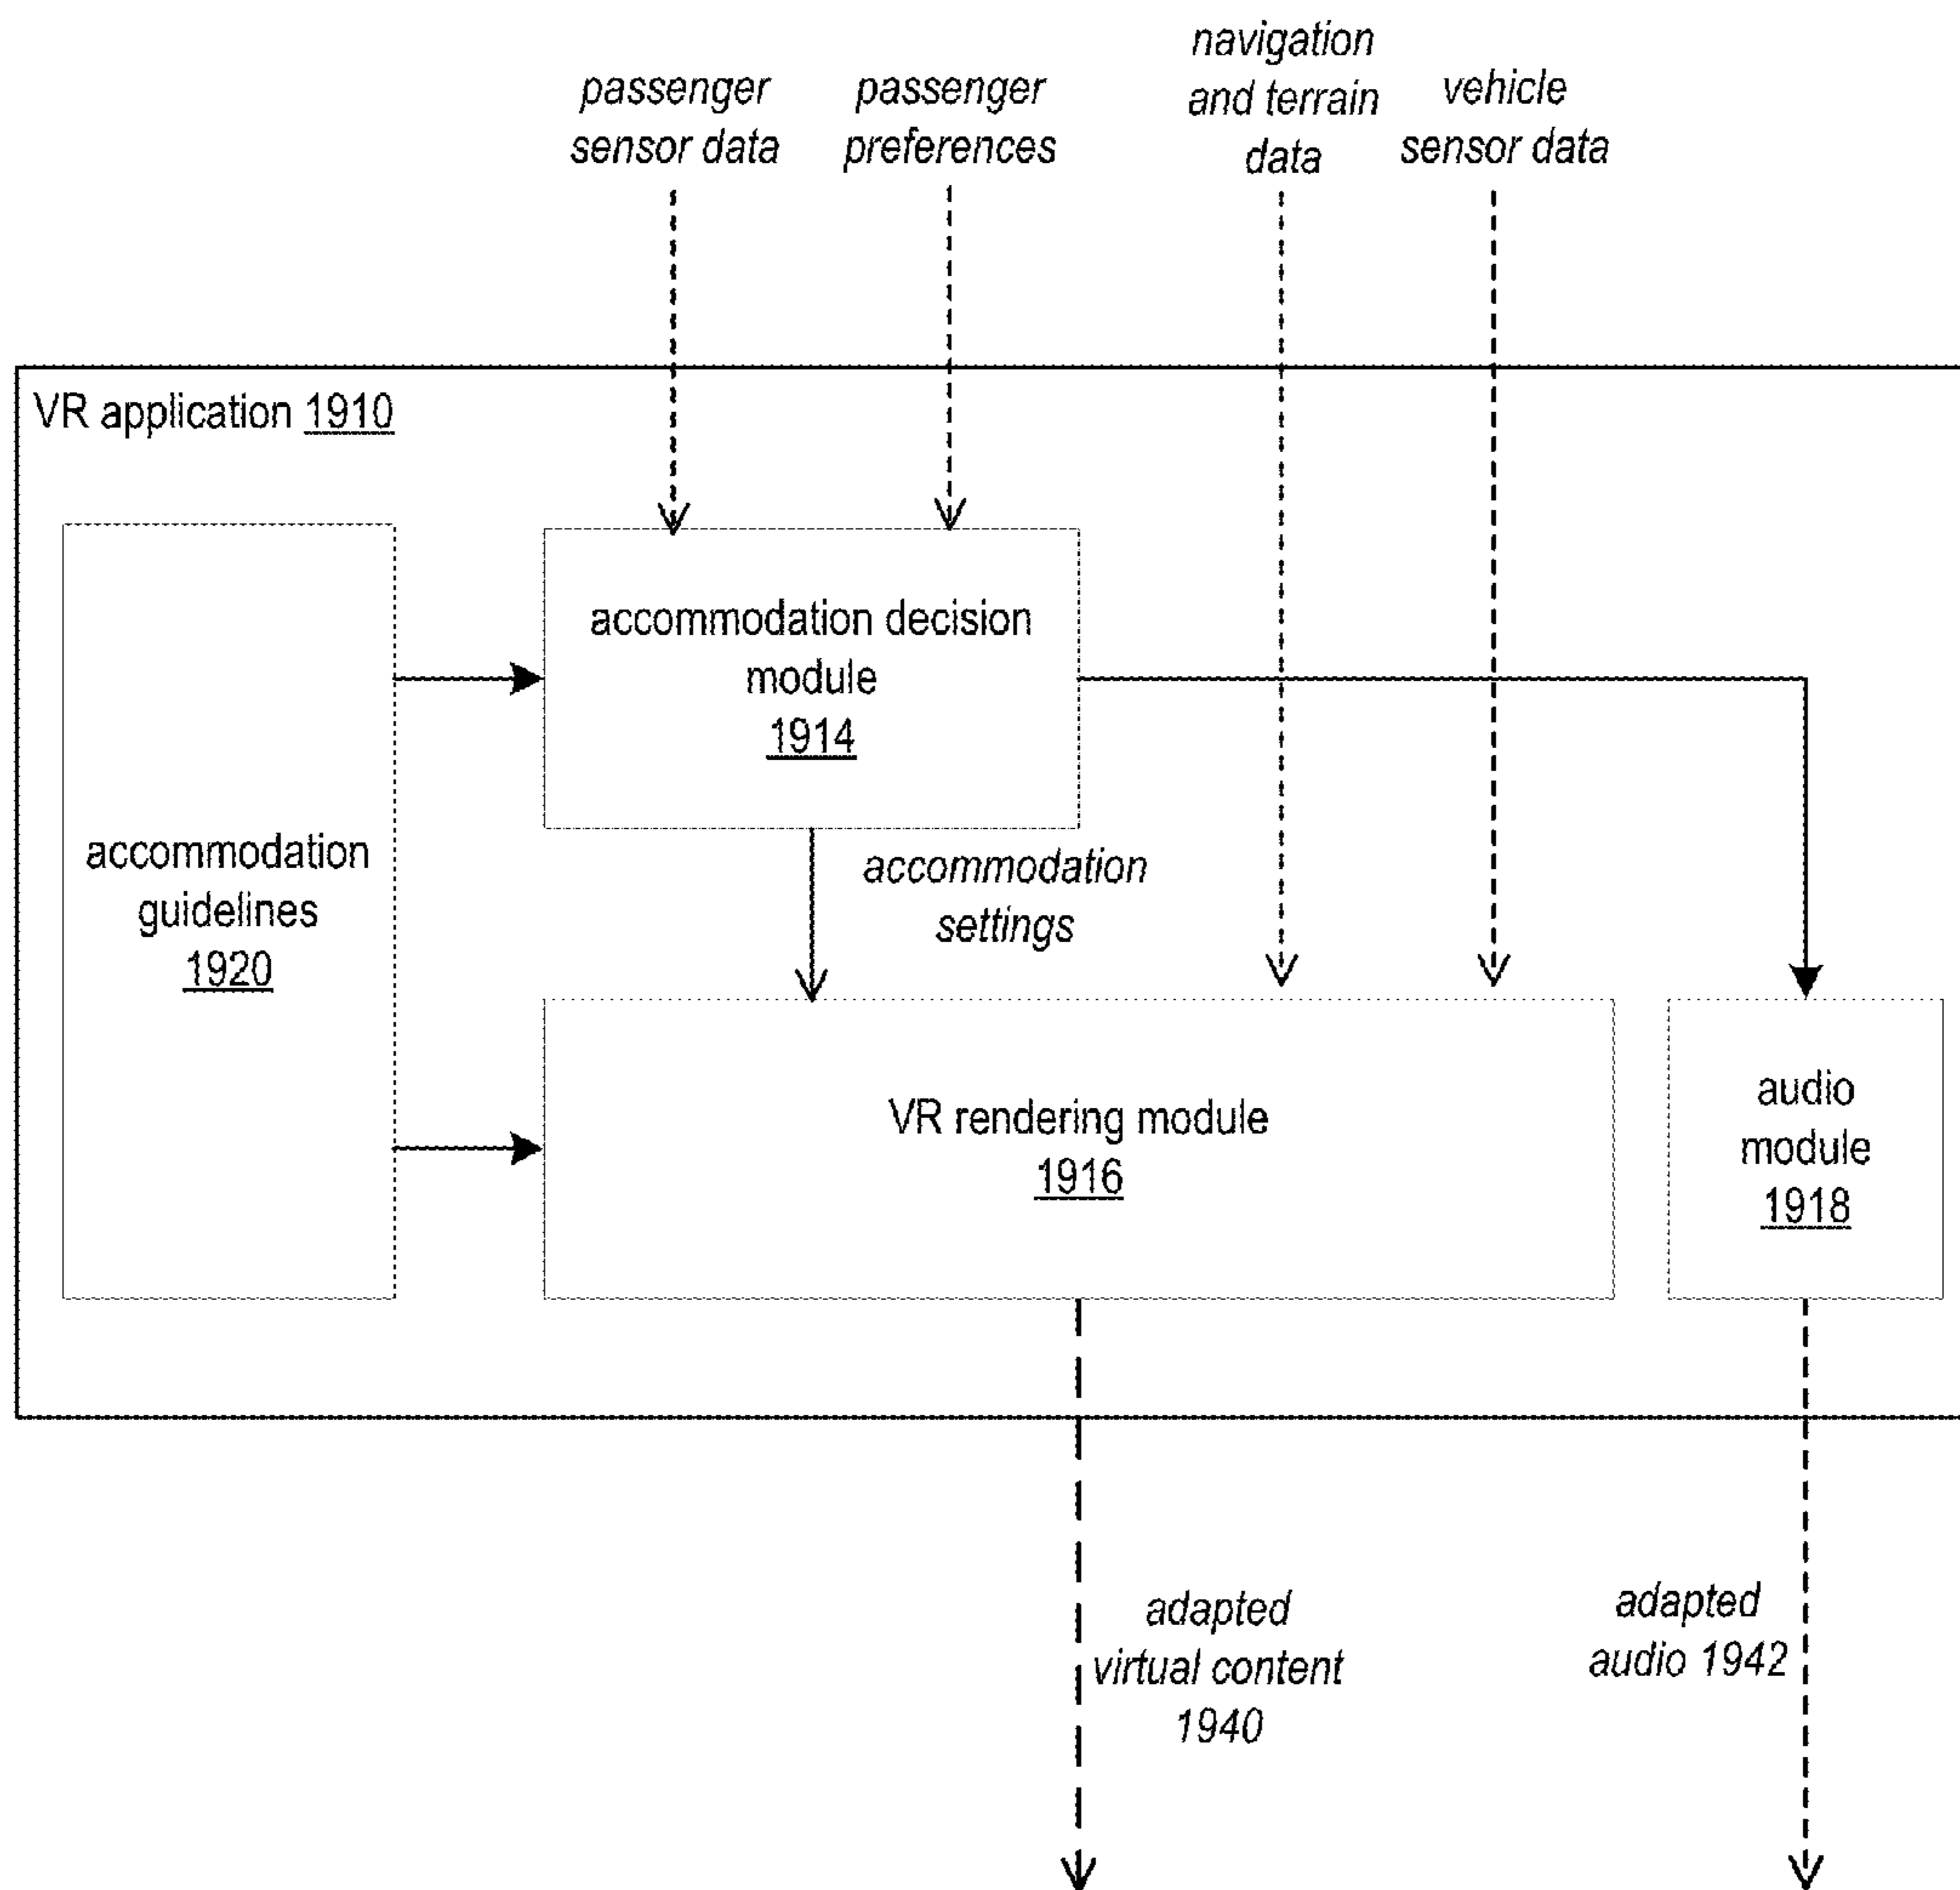 passenger
sensor data
passenger
preferences
navigation
and terrain
data
vehicle
sensor data
VR application 1910
accommodation decision
module
1914
accommodation
guidelines
1920
accommodation
settings
VR rendering module
1916
audio
module
1918
adapted
virtual content
1940
adapted
audio 1942